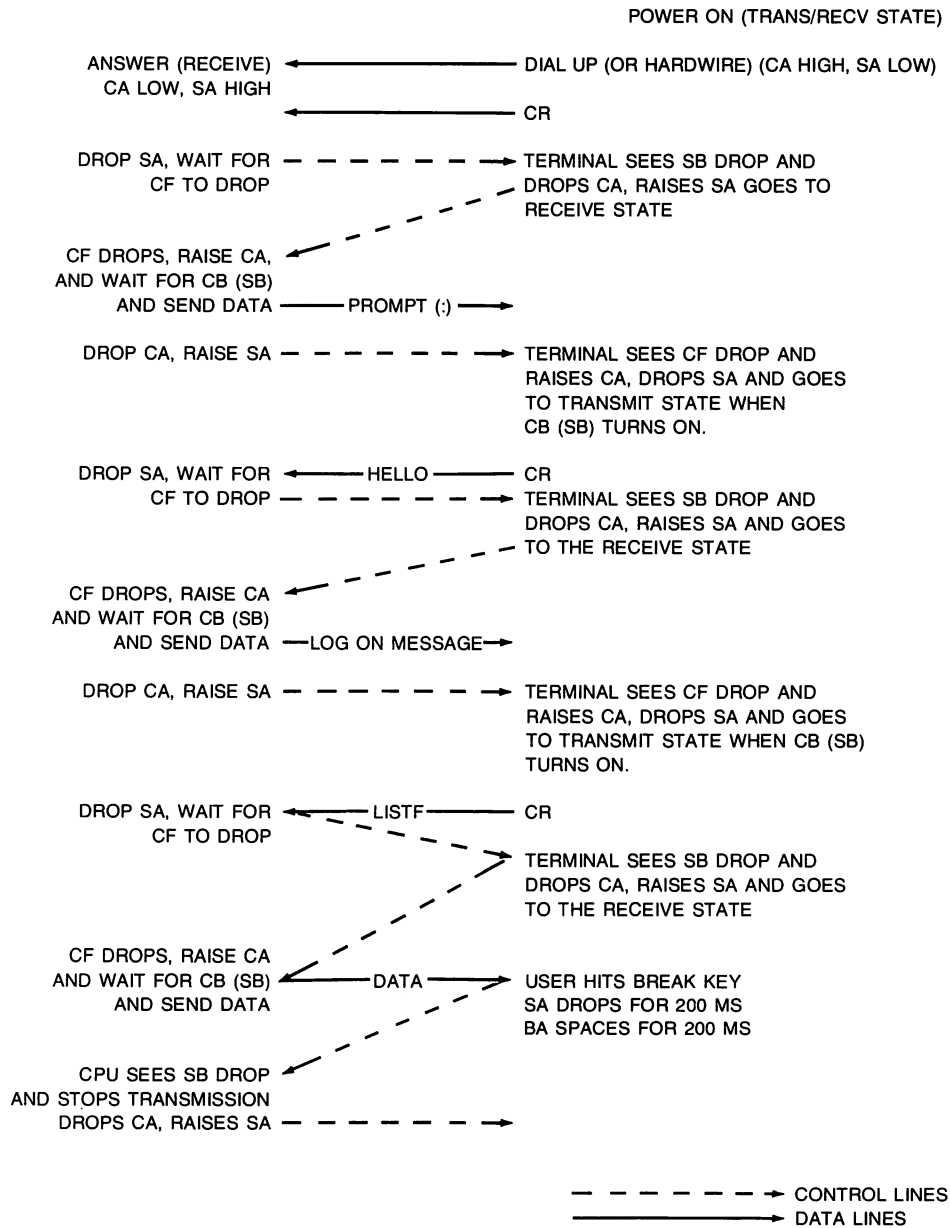 POWER ON (TRANS/RECV STATE)
ANSWER (RECEIVE)
CA LOW, SA HIGH
DIAL UP (OR HARDWIRE) (CA HIGH, SA LOW)
CR
DROP SA, WAIT FOR
CF TO DROP
TERMINAL SEES SB DROP AND
DROPS CA, RAISES SA GOES TO
RECEIVE STATE
CF DROPS, RAISE CA,
AND WAIT FOR CB (SB)
AND SEND DATA
PROMPT (:)
DROP CA, RAISE SA
TERMINAL SEES CF DROP AND
RAISES CA, DROPS SA AND GOES
TO TRANSMIT STATE WHEN
CB (SB) TURNS ON.
DROP SA, WAIT FOR
CF TO DROP
HELLO
CR
TERMINAL SEES SB DROP AND
DROPS CA, RAISES SA AND GOES
TO THE RECEIVE STATE
CF DROPS, RAISE CA
AND WAIT FOR CB (SB)
AND SEND DATA
LOG ON MESSAGE
DROP CA, RAISE SA
TERMINAL SEES CF DROP AND
RAISES CA, DROPS SA AND GOES
TO TRANSMIT STATE WHEN CB (SB)
TURNS ON.
DROP SA, WAIT FOR
CF TO DROP
LISTF
CR
TERMINAL SEES SB DROP AND
DROPS CA, RAISES SA AND GOES
TO THE RECEIVE STATE
CF DROPS, RAISE CA
AND WAIT FOR CB (SB)
AND SEND DATA
DATA
USER HITS BREAK KEY
SA DROPS FOR 200 MS
BA SPACES FOR 200 MS
CPU SEES SB DROP
AND STOPS TRANSMISSION
DROPS CA, RAISES SA
CONTROL LINES
DATA LINES